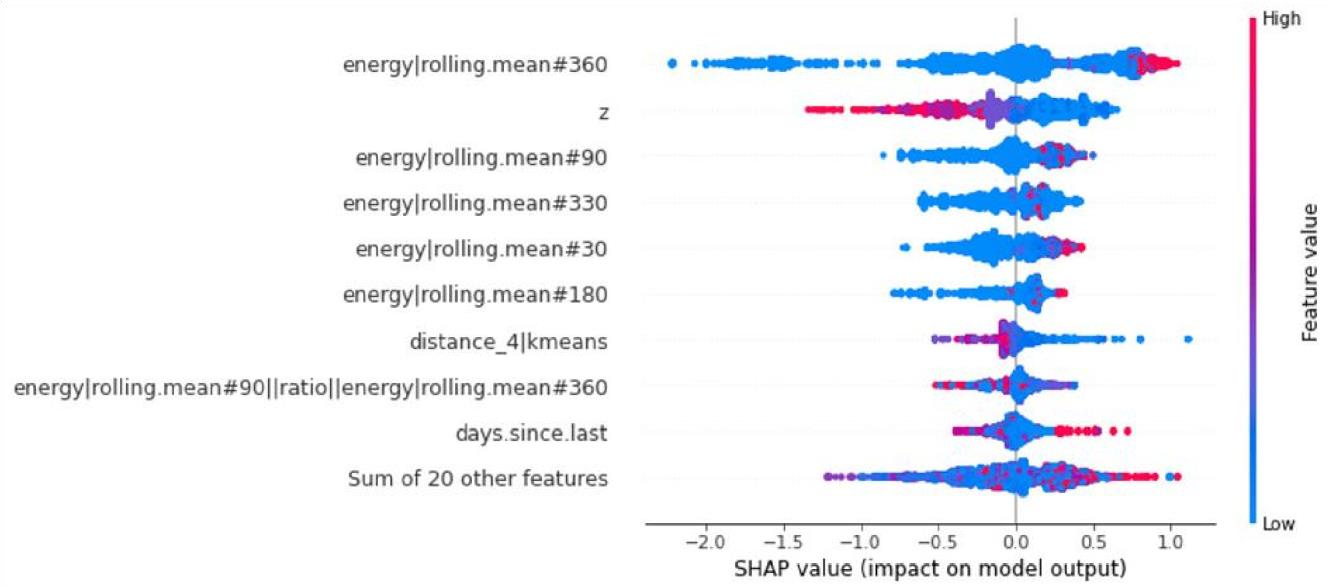 High
energy|rolling.mean#360
z
energy|rolling.mean#90
energy|rolling.mean#330
energy|rolling.mean#30
energy|rolling.mean#180
distance_4|kmeans
energy|rolling.mean#90||ratio||energy|rolling.mean#360
days.since.last
Sum of 20 other features
Feature value
Low
−2.0 −1.5 −1.0 −0.5 0.0 0.5 1.0
SHAP value (impact on model output)